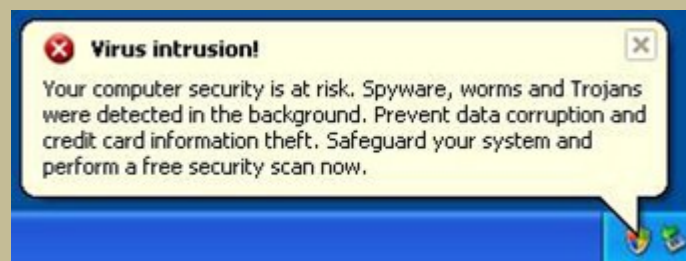 Virus intrusion!
Your computer security is at risk. Spyware, worms and Trojans
were detected in the background. Prevent data corruption and
credit card information theft. Safeguard your system and
perform a free security scan now.